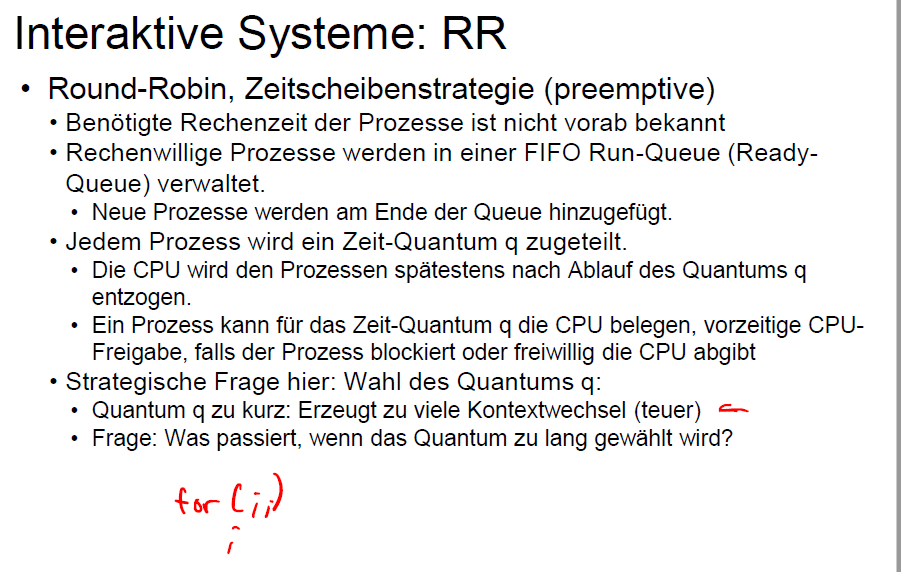 Interaktive Systeme: RR
• Round-Robin, Zeitscheibenstrategie (preemptive)
• Benötigte Rechenzeit der Prozesse ist nicht vorab bekannt
• Rechenwillige Prozesse werden in einer FIFO Run-Queue (Ready-
Queue) verwaltet.
• Neue Prozesse werden am Ende der Queue hinzugefügt.
• Jedem Prozess wird ein Zeit-Quantum q zugeteilt.
• Die CPU wird den Prozessen spätestens nach Ablauf des Quantums q
entzogen.
• Ein Prozess kann für das Zeit-Quantum q die CPU belegen, vorzeitige CPU-
Freigabe, falls der Prozess blockiert oder freiwillig die CPU abgibt
• Strategische Frage hier: Wahl des Quantums q:
• Quantum q zu kurz: Erzeugt zu viele Kontextwechsel (teuer)
• Frage: Was passiert, wenn das Quantum zu lang gewählt wird?
for (;;)
;